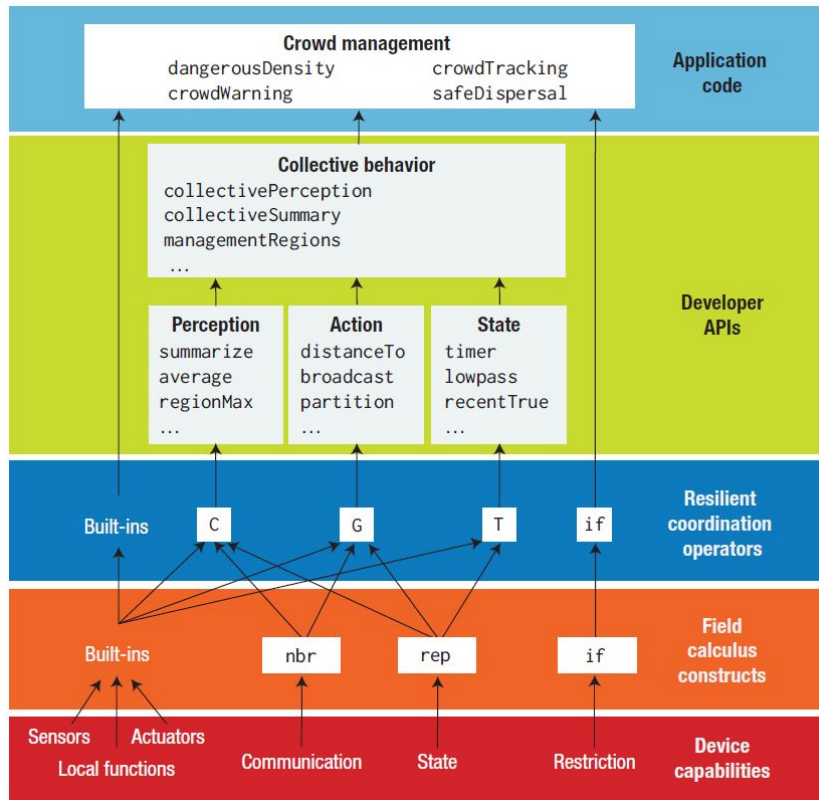 Crowd management
dangerousDensity crowdTracking
crowdWarning safeDispersal
Application
code
Collective behavior
collectivePerception
collectiveSummary
managementRegions
...
Perception
summarize
average
regionMax
...
Action
distanceTo
broadcast
partition
...
State
timer
lowpass
recentTrue
...
Developer
APIs
Built-ins C G T if
Resilient
coordination
operators
Built-ins nbr rep if
Field
calculus
constructs
Sensors Actuators
Local functions
Communication State Restriction
Device
capabilities